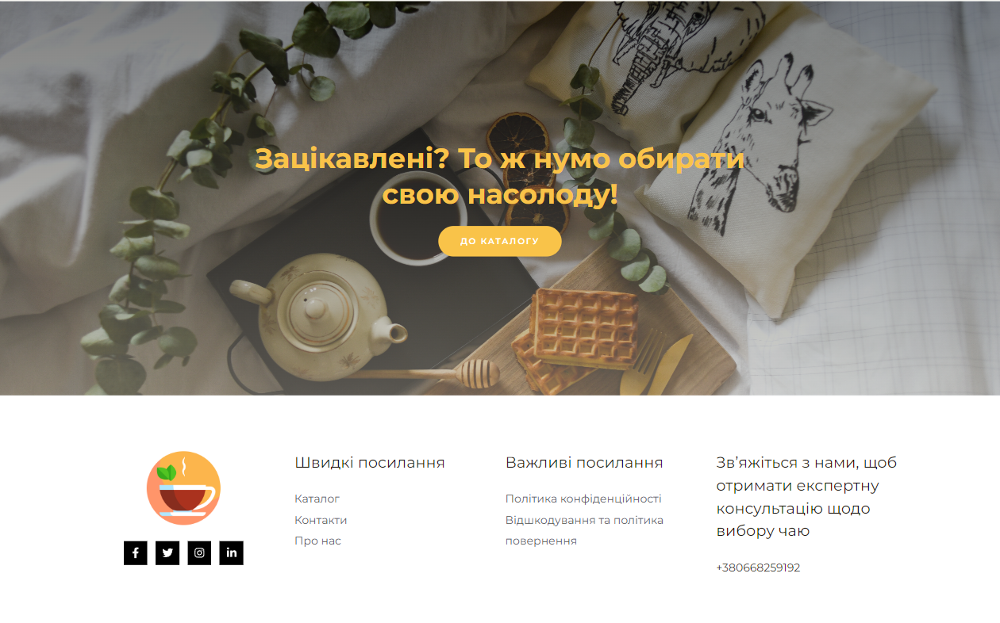 Зацікавлені? То ж нумо обирати
свою насолоду!
ДО КАТАЛОГУ
Швидкі посилання
Каталог
Контакти
Про нас
Важливі посилання
Політика конфіденційності
Відшкодування та політика
повернення
Зв’яжіться з нами, щоб
отримати експертну
консультацію щодо
вибору чаю
+380668259192